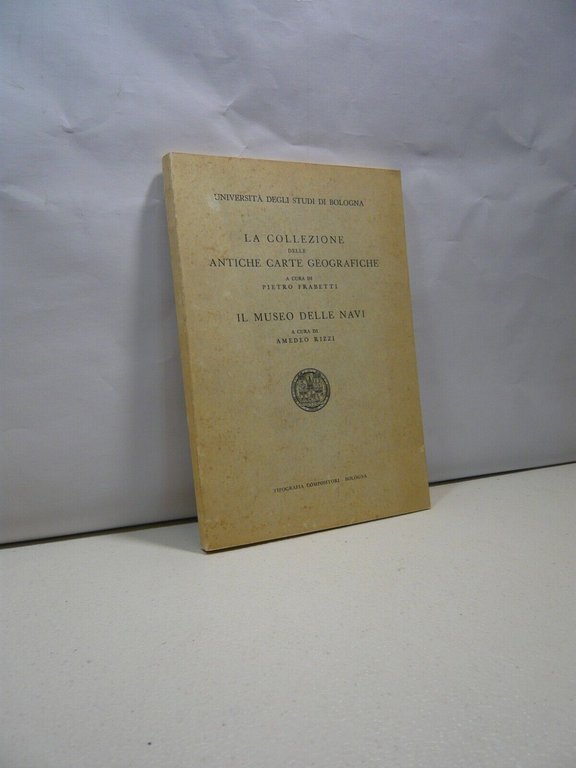 UNIVERSITÀ DEGLI STUDI DI BOLOGNA
LA COLLEZIONE
DELLE
ANTICHE CARTE GEOGRAFICHE
A CURA DI
PIETRO FRABETTI
IL MUSEO DELLE NAVI
A CURA DI
AMEDEO RIZZI
TIPOGRAFIA COMPOSITORI BOLOGNA